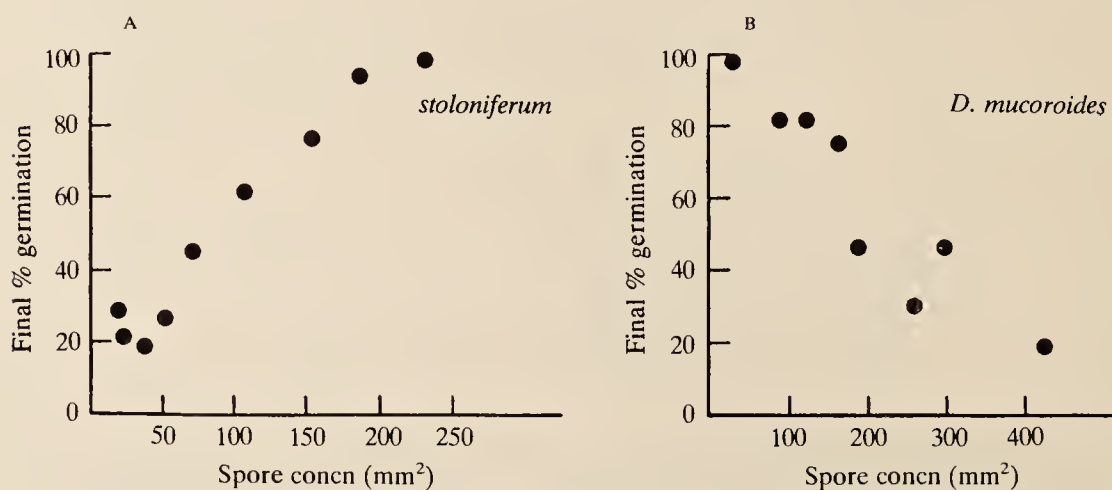 A
100
80
60
40
20
0
Final % germination
stoloniferum
50 100 150 200 250
Spore concn (mm²)
B
100
80
60
40
20
0
Final % germination
D. mucoroides
100 200 300 400
Spore concn (mm²)